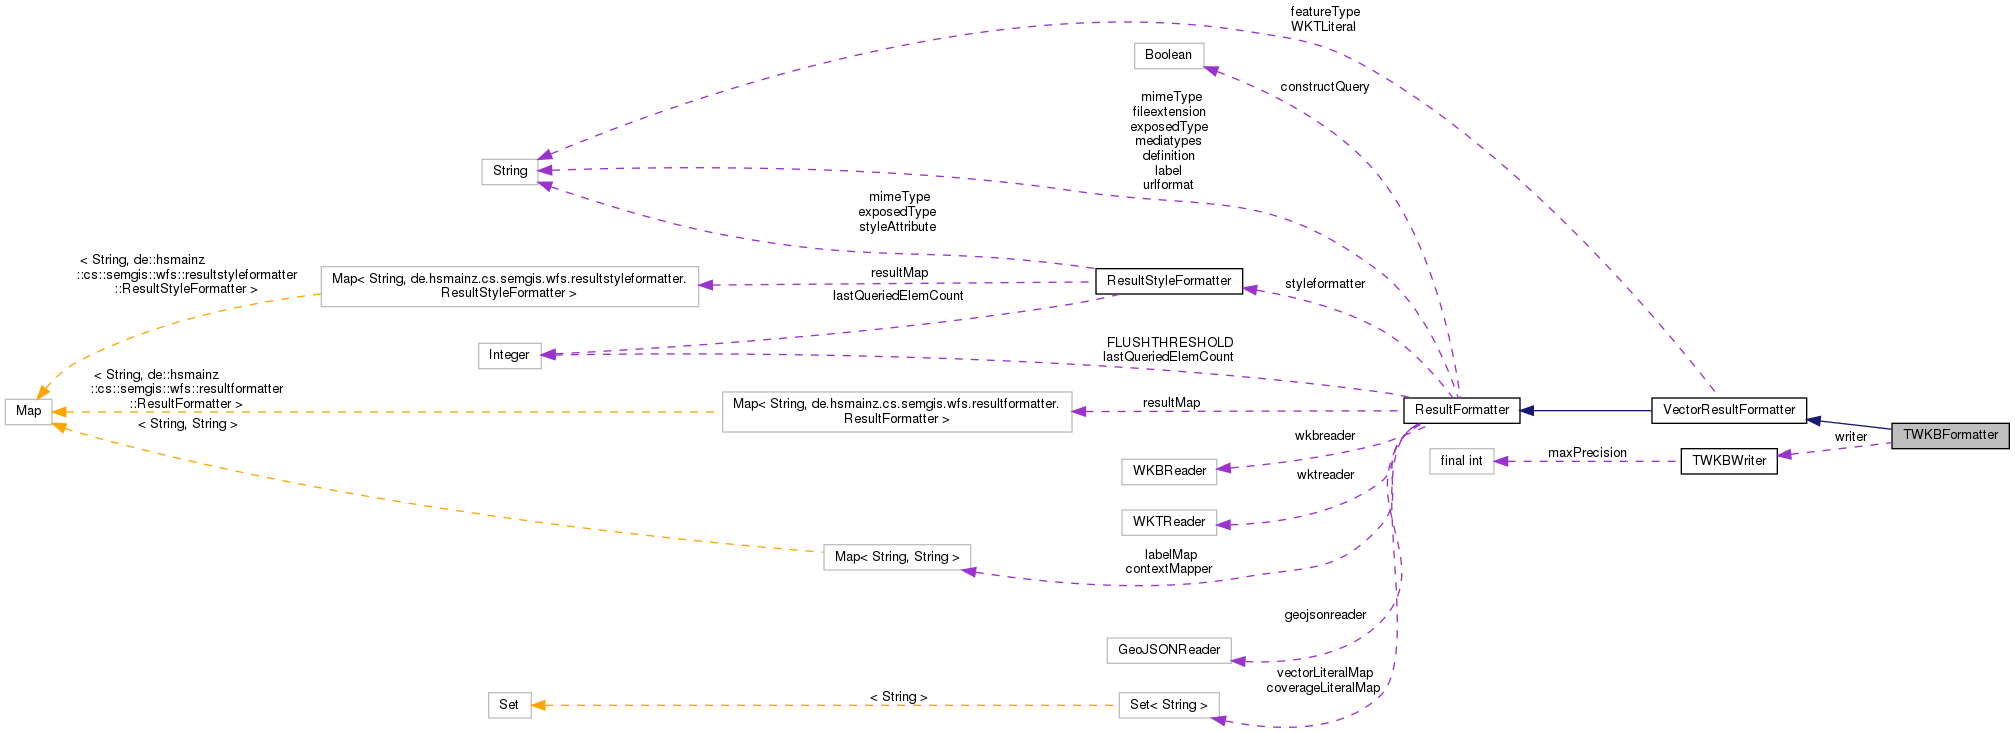 featureType
WKTLiteral
Boolean
constructQuery
mimeType
fileextension
exposedType
mediatypes
definition
label
urlformat
String
mimeType
exposedType
styleAttribute
< String, de::hsmainz
::cs::semgis::wfs::resultstyleformatter
::ResultStyleFormatter >
Map< String, de.hsmainz.cs.semgis.wfs.resultstyleformatter.
ResultStyleFormatter >
resultMap
ResultStyleFormatter
styleformatter
lastQueriedElemCount
Integer
FLUSHTHRESHOLD
lastQueriedElemCount
< String, de::hsmainz
::cs::semgis::wfs::resultformatter
::ResultFormatter >
Map
< String, String >
Map< String, de.hsmainz.cs.semgis.wfs.resultformatter.
ResultFormatter >
resultMap
ResultFormatter
VectorResultFormatter
TWKBFormatter
writer
wkbreader
WKBReader
final int
maxPrecision
TWKBWriter
wktreader
WKTReader
Map< String, String >
labelMap
contextMapper
geojsonreader
GeoJSONReader
vectorLiteralMap
coverageLiteralMap
Set
< String >
Set< String >